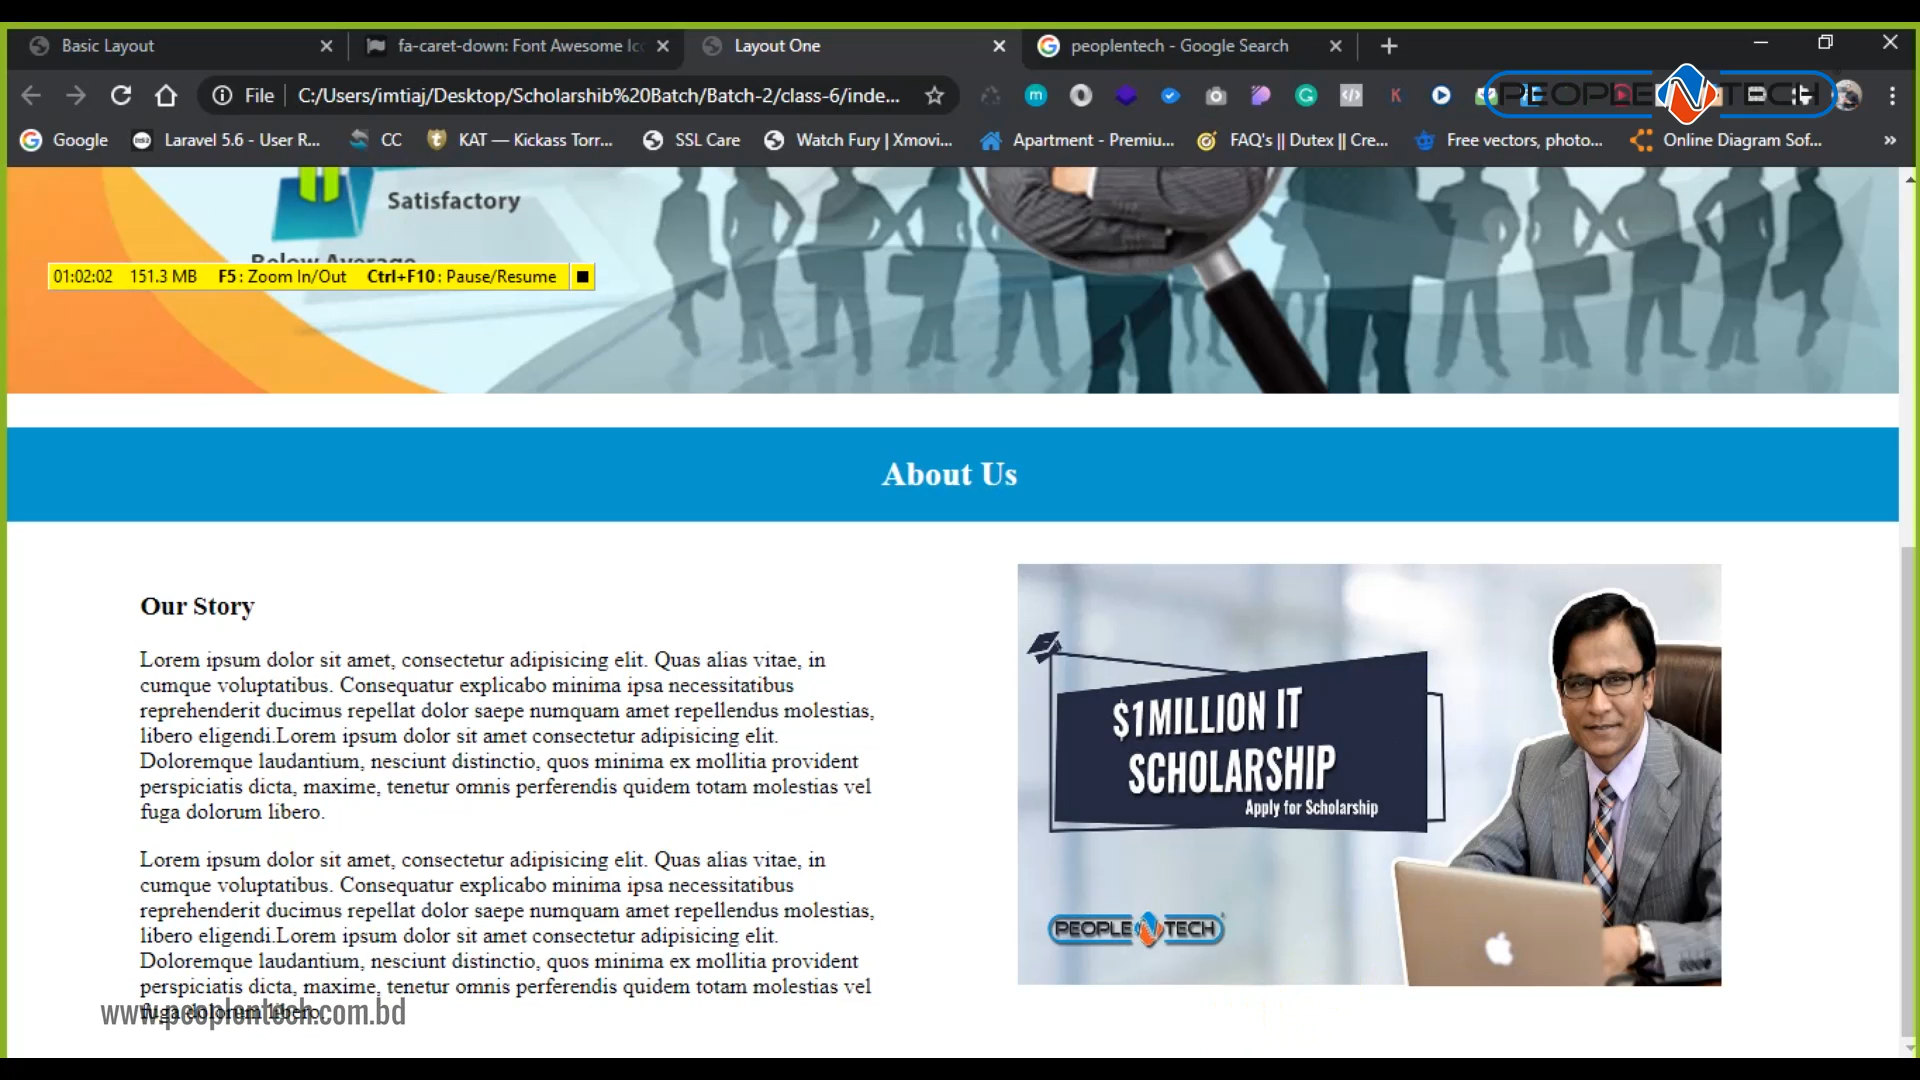 Basic Layout
fa-caret-down: Font Awesome Ic
Layout One
peoplentech - Google Search
File
C:/Users/imtiaj/Desktop/Scholarshib%20Batch/Batch-2/class-6/inde...
PEOPLE N TECH
Google
Laravel 5.6 - User R...
CC
KAT — Kickass Torr...
SSL Care
Watch Fury | Xmovi...
Apartment - Premiu...
FAQ's || Dutex || Cre...
Free vectors, photo...
Online Diagram Sof...
Satisfactory
Below Average
01:02:02 151.3 MB F5: Zoom In/Out Ctrl+F10: Pause/Resume
About Us
Our Story
Lorem ipsum dolor sit amet, consectetur adipisicing elit. Quas alias vitae, in
cumque voluptatibus. Consequatur explicabo minima ipsa necessitatibus
reprehenderit ducimus repellat dolor saepe numquam amet repellendus molestias,
libero eligendi.Lorem ipsum dolor sit amet consectetur adipisicing elit.
Doloremque laudantium, nesciunt distinctio, quos minima ex mollitia provident
perspiciatis dicta, maxime, tenetur omnis perferendis quidem totam molestias vel
fuga dolorum libero.
Lorem ipsum dolor sit amet, consectetur adipisicing elit. Quas alias vitae, in
cumque voluptatibus. Consequatur explicabo minima ipsa necessitatibus
reprehenderit ducimus repellat dolor saepe numquam amet repellendus molestias,
libero eligendi.Lorem ipsum dolor sit amet consectetur adipisicing elit.
Doloremque laudantium, nesciunt distinctio, quos minima ex mollitia provident
perspiciatis dicta, maxime, tenetur omnis perferendis quidem totam molestias vel
fuga dolorum libero.
www.peoplentech.com.bd
$1MILLION IT
SCHOLARSHIP
Apply for Scholarship
PEOPLE N TECH